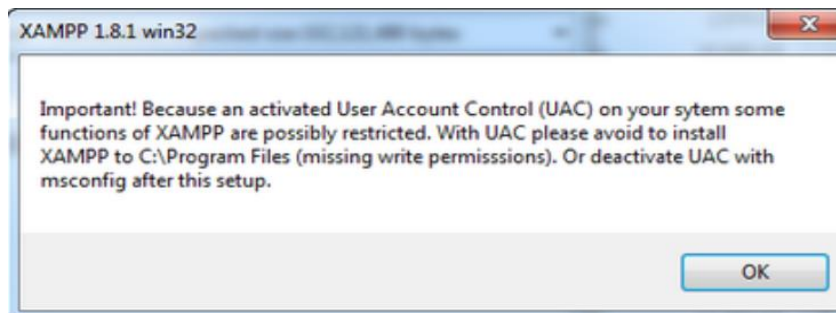 XAMPP 1.8.1 win32
Important! Because an activated User Account Control (UAC) on your sytem some
functions of XAMPP are possibly restricted. With UAC please avoid to install
XAMPP to C:\Program Files (missing write permisssions). Or deactivate UAC with
msconfig after this setup.
OK